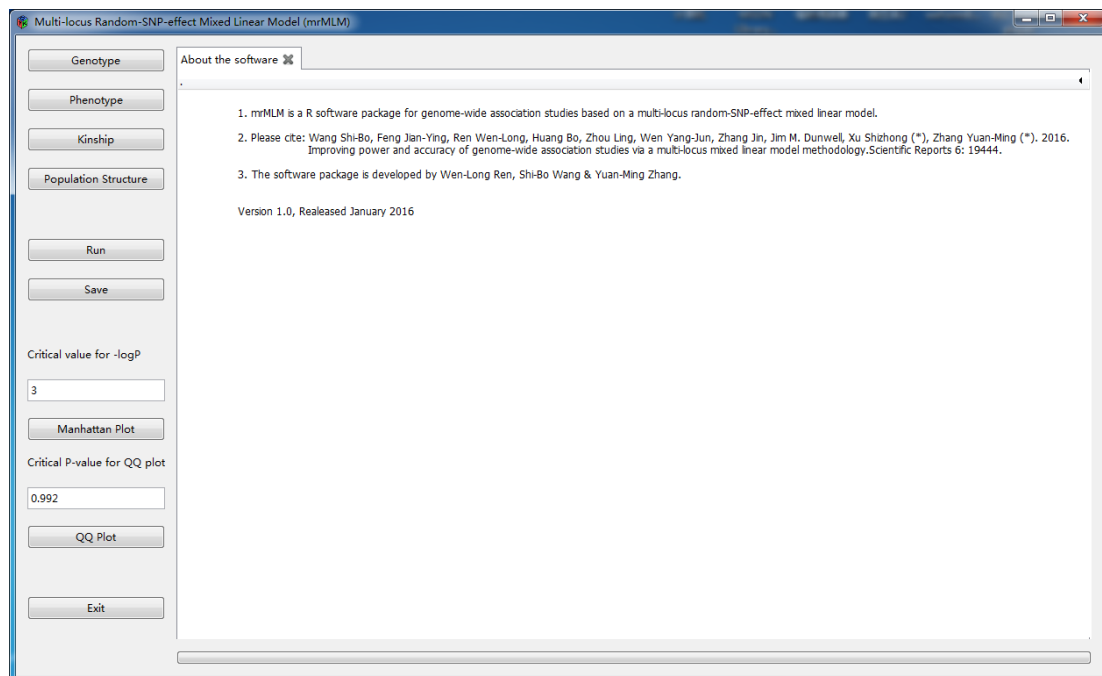 Multi-locus Random-SNP-effect Mixed Linear Model (mrMLM)
Genotype
Phenotype
Kinship
Population Structure
Run
Save
Critical value for -logP
3
Manhattan Plot
Critical P-value for QQ plot
0.992
QQ Plot
Exit
About the software
1. mrMLM is a R software package for genome-wide association studies based on a multi-locus random-SNP-effect mixed linear model.
2. Please cite: Wang Shi-Bo, Feng Jian-Ying, Ren Wen-Long, Huang Bo, Zhou Ling, Wen Yang-Jun, Zhang Jin, Jim M. Dunwell, Xu Shizhong (*), Zhang Yuan-Ming (*). 2016.
Improving power and accuracy of genome-wide association studies via a multi-locus mixed linear model methodology.Scientific Reports 6: 19444.
3. The software package is developed by Wen-Long Ren, Shi-Bo Wang & Yuan-Ming Zhang.
Version 1.0, Realeased January 2016